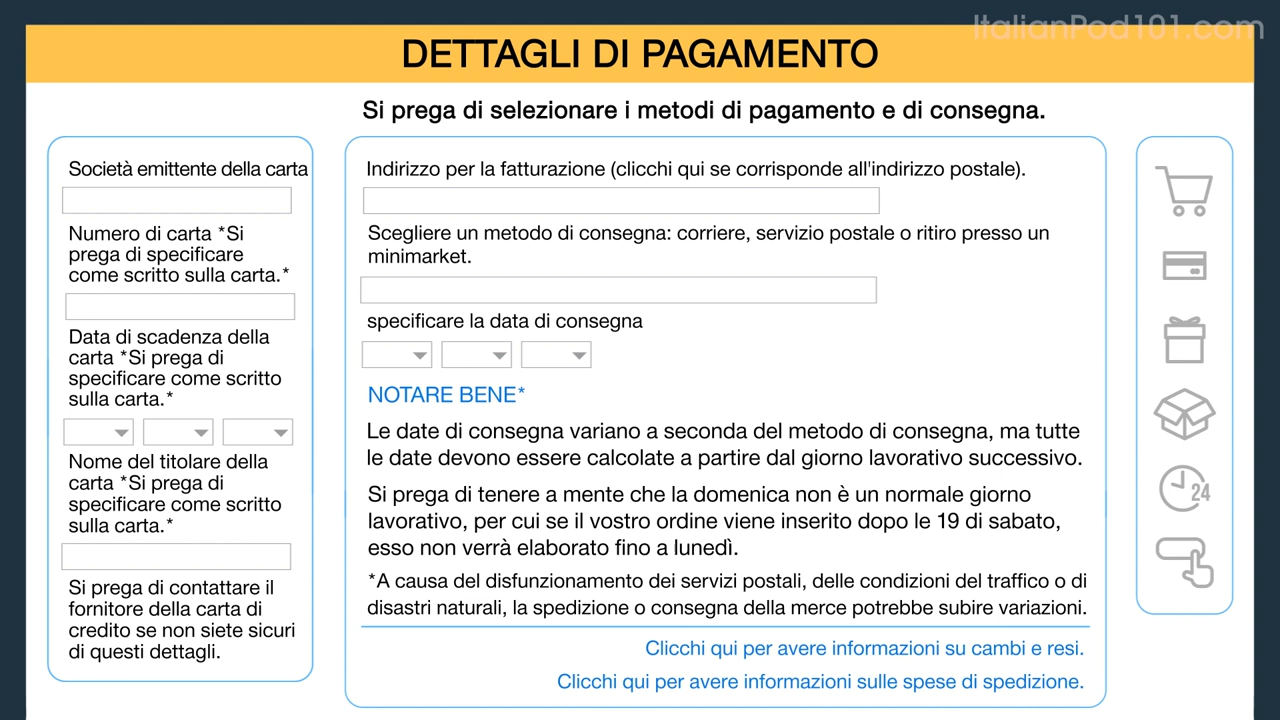 ItalianPod101.com
DETTAGLI DI PAGAMENTO
Si prega di selezionare i metodi di pagamento e di consegna.
Società emittente della carta
Numero di carta *Si
prega di specificare
come scritto sulla carta.*
Data di scadenza della
carta *Si prega di
specificare come scritto
sulla carta.*
Nome del titolare della
carta *Si prega di
specificare come scritto
sulla carta.*
Si prega di contattare il
fornitore della carta di
credito se non siete sicuri
di questi dettagli.
Indirizzo per la fatturazione (clicchi qui se corrisponde all'indirizzo postale).
Scegliere un metodo di consegna: corriere, servizio postale o ritiro presso un
minimarket.
specificare la data di consegna
NOTARE BENE*
Le date di consegna variano a seconda del metodo di consegna, ma tutte
le date devono essere calcolate a partire dal giorno lavorativo successivo.
Si prega di tenere a mente che la domenica non è un normale giorno
lavorativo, per cui se il vostro ordine viene inserito dopo le 19 di sabato,
esso non verrà elaborato fino a lunedì.
*A causa del disfunzionamento dei servizi postali, delle condizioni del traffico o di
disastri naturali, la spedizione o consegna della merce potrebbe subire variazioni.
Clicchi qui per avere informazioni su cambi e resi.
Clicchi qui per avere informazioni sulle spese di spedizione.
24